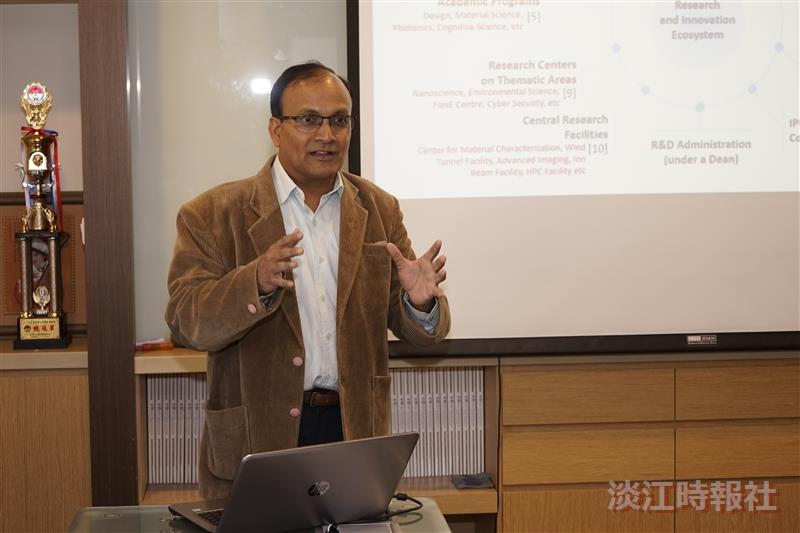 Academic Programs
Design, Material Science, [5]
Photonics, Cognitive Science, etc
Research Centers
on Thematic Areas
Nanoscience, Environmental Science, [9]
FlexE Centre, Cyber Security, etc
Central Research
Facilities
Center for Material Characterization, Wind [10]
Tunnel Facility, Advanced Imaging, Ion
Beam Facility, HPC Facility etc
Research
and Innovation
Ecosystem
R&D Administration
(under a Dean)
hp
淡江時報社